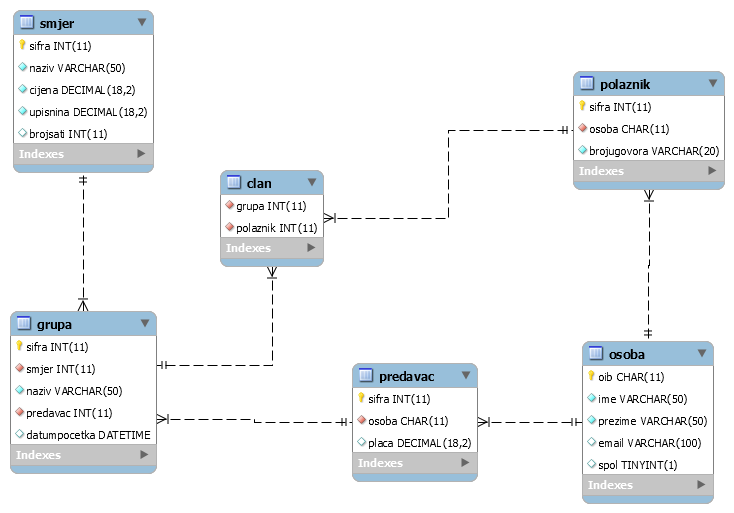 smjer
sifra INT(11)
naziv VARCHAR(50)
cijena DECIMAL(18,2)
upisnina DECIMAL(18,2)
brojsati INT(11)
Indexes
polaznik
sifra INT(11)
osoba CHAR(11)
brojugovora VARCHAR(20)
Indexes
clan
grupa INT(11)
polaznik INT(11)
Indexes
grupa
sifra INT(11)
smjer INT(11)
naziv VARCHAR(50)
predavac INT(11)
datumpocetka DATETIME
Indexes
predavac
sifra INT(11)
osoba CHAR(11)
placa DECIMAL(18,2)
Indexes
osoba
oib CHAR(11)
ime VARCHAR(50)
prezime VARCHAR(50)
email VARCHAR(100)
spol TINYINT(1)
Indexes